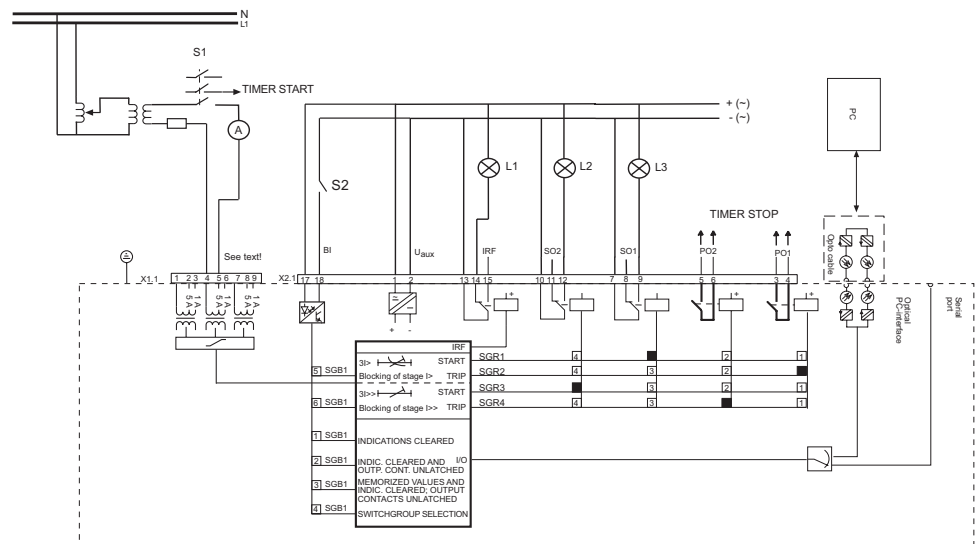 N
L1
S1
TIMER START
A
+ (~)
- (~)
PC
S2
L1
L2
L3
TIMER STOP
BI
Uaux
IRF
SO2
SO1
PO2
PO1
Opto cable
See text!
X1.1
1 2 3 4 5 6 7 8 9
X2.1
17 18
1 2
13 14 15
10 11 12
7 8 9
5 6
3 4
5 A
1 A
5 A
1 A
5 A
1 A
+ -
+
+
+
+
+
Optical
PC-interface
Serial
port
IRF
3I>
START
SGR1
4
2
1
5 SGB1
Blocking of stage I>
TRIP
SGR2
4
3
2
3I>>
START
SGR3
3
2
1
6 SGB1
Blocking of stage I>>
TRIP
SGR4
4
3
1
1 SGB1
INDICATIONS CLEARED
2 SGB1
INDIC. CLEARED AND
OUTP. CONT. UNLATCHED
I/O
3 SGB1
MEMORIZED VALUES AND
INDIC. CLEARED; OUTPUT
CONTACTS UNLATCHED
4 SGB1
SWITCHGROUP SELECTION